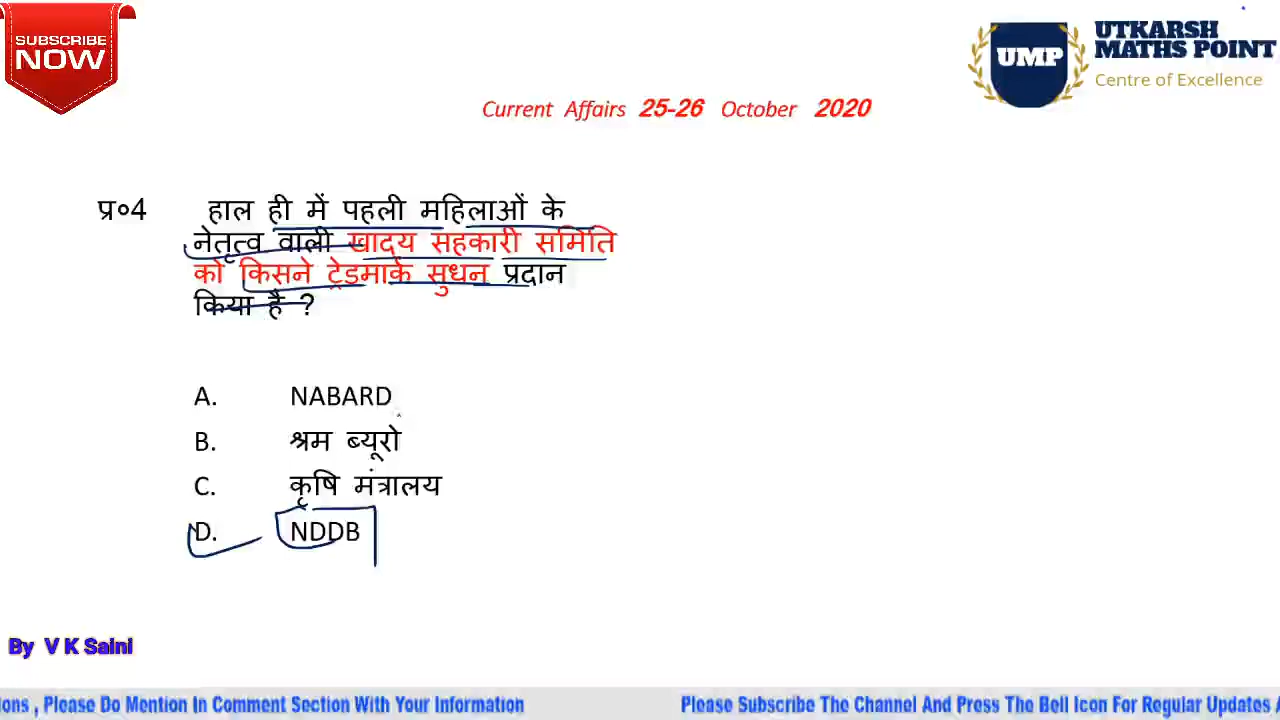 SUBSCRIBE
NOW
UMP
UTKARSH
MATHS POINT
Centre of Excellence
Current Affairs 25-26 October 2020
प्र०4 हाल ही में पहली महिलाओं के
नेतृत्व वाली खाद्य सहकारी समिति
को किसने ट्रेडमार्क सुधन प्रदान
किया है ?
A. NABARD
B. श्रम ब्यूरो
C. कृषि मंत्रालय
D. NDDB
By V K Saini
ions , Please Do Mention In Comment Section With Your Information Please Subscribe The Channel And Press The Bell Icon For Regular Updates A